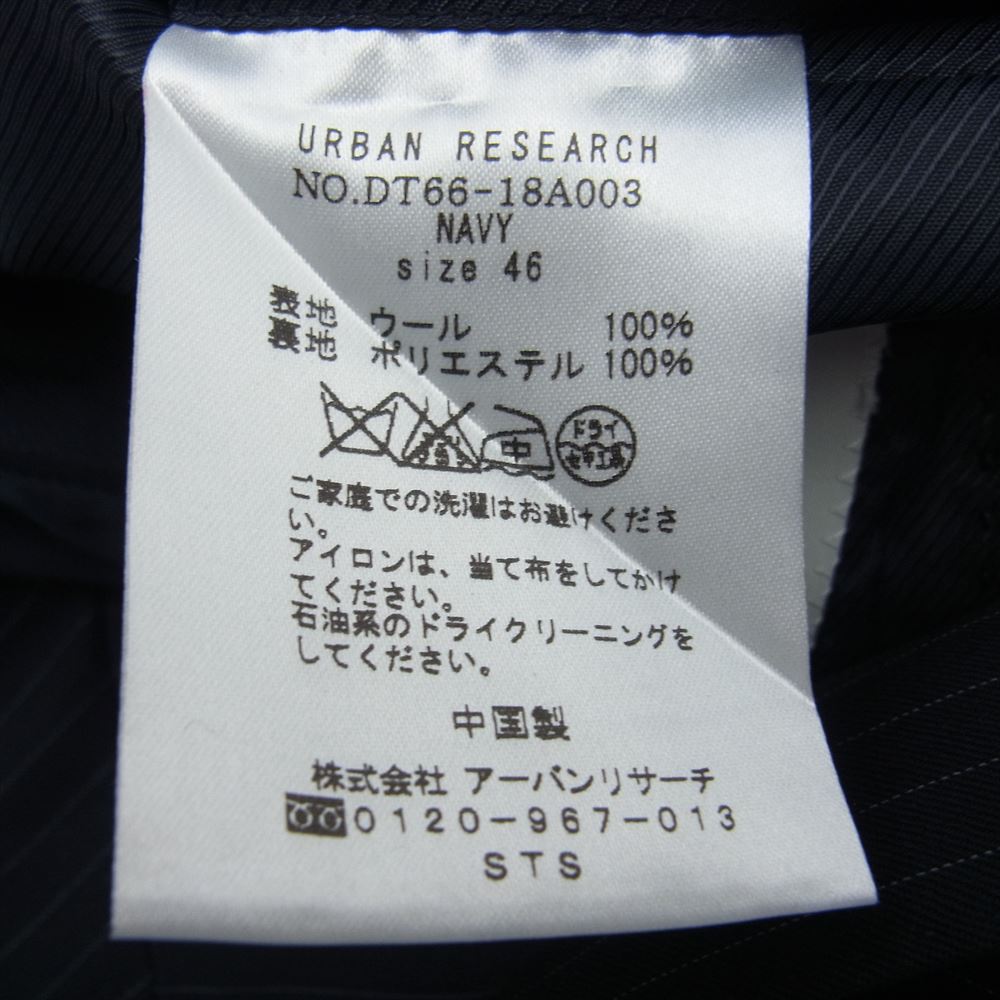 URBAN RESEARCH
NO.DT66-18A003
NAVY
size 46
表地 ウール 100%
裏地 ポリエステル 100%
中 ドライ
ご家庭での洗濯はお避けくださ
い。
アイロンは、当て布をしてかけ
てください。
石油系のドライクリーニングを
してください。
中国製
株式会社 アーバンリサーチ
0120-967-013
STS